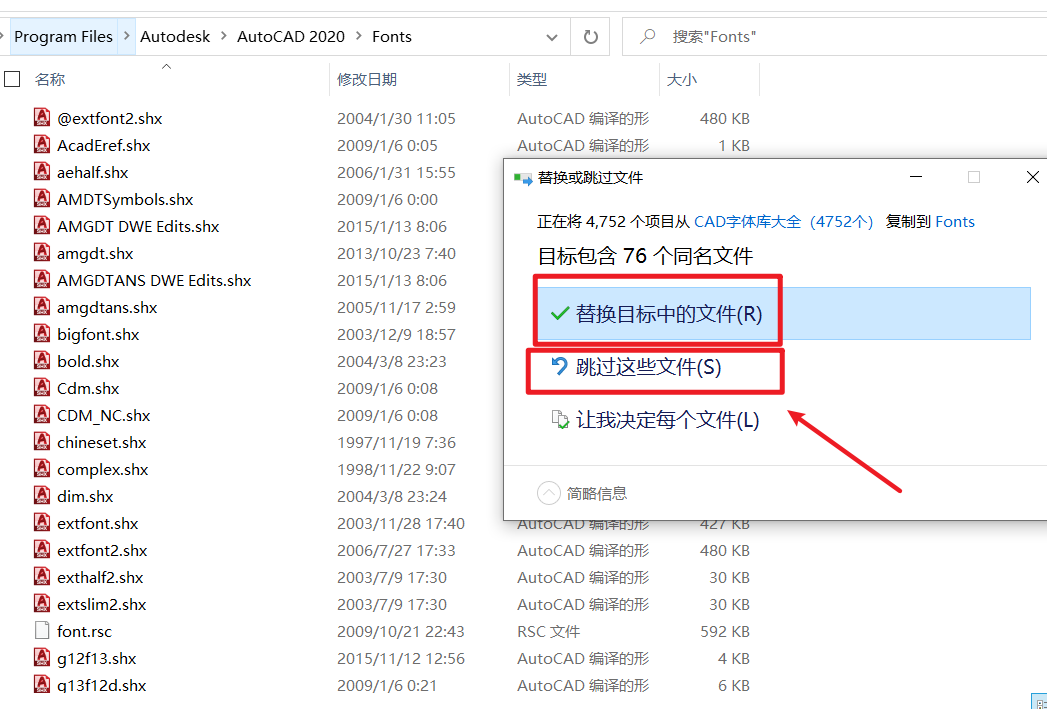 Program Files > Autodesk > AutoCAD 2020 > Fonts
搜索"Fonts"
名称 修改日期 类型 大小
@extfont2.shx 2004/1/30 11:05 AutoCAD 编译的形 480 KB
AcadEref.shx 2009/1/6 0:05 AutoCAD 编译的形 1 KB
aehalf.shx 2006/1/31 15:55
AMDTSymbols.shx 2009/1/6 0:00
AMGDT DWE Edits.shx 2015/1/13 8:06
amgdt.shx 2013/10/23 7:40
AMGDTANS DWE Edits.shx 2015/1/13 8:06
amgdtans.shx 2005/11/17 2:59
bigfont.shx 2003/12/9 18:57
bold.shx 2004/3/8 23:23
Cdm.shx 2009/1/6 0:08
CDM_NC.shx 2009/1/6 0:08
chineset.shx 1997/11/19 7:36
complex.shx 1998/11/22 9:07
dim.shx 2004/3/8 23:24
extfont.shx 2003/11/28 17:40 AutoCAD 编译的形 427 KB
extfont2.shx 2006/7/27 17:33 AutoCAD 编译的形 480 KB
exthalf2.shx 2003/7/9 17:30 AutoCAD 编译的形 30 KB
extslim2.shx 2003/7/9 17:30 AutoCAD 编译的形 30 KB
font.rsc 2009/10/21 22:43 RSC 文件 592 KB
g12f13.shx 2015/11/12 12:56 AutoCAD 编译的形 4 KB
g13f12d.shx 2009/1/6 0:21 AutoCAD 编译的形 6 KB
替换或跳过文件
正在将 4,752 个项目从 CAD字体库大全（4752个） 复制到 Fonts
目标包含 76 个同名文件
替换目标中的文件(R)
跳过这些文件(S)
让我决定每个文件(L)
简略信息